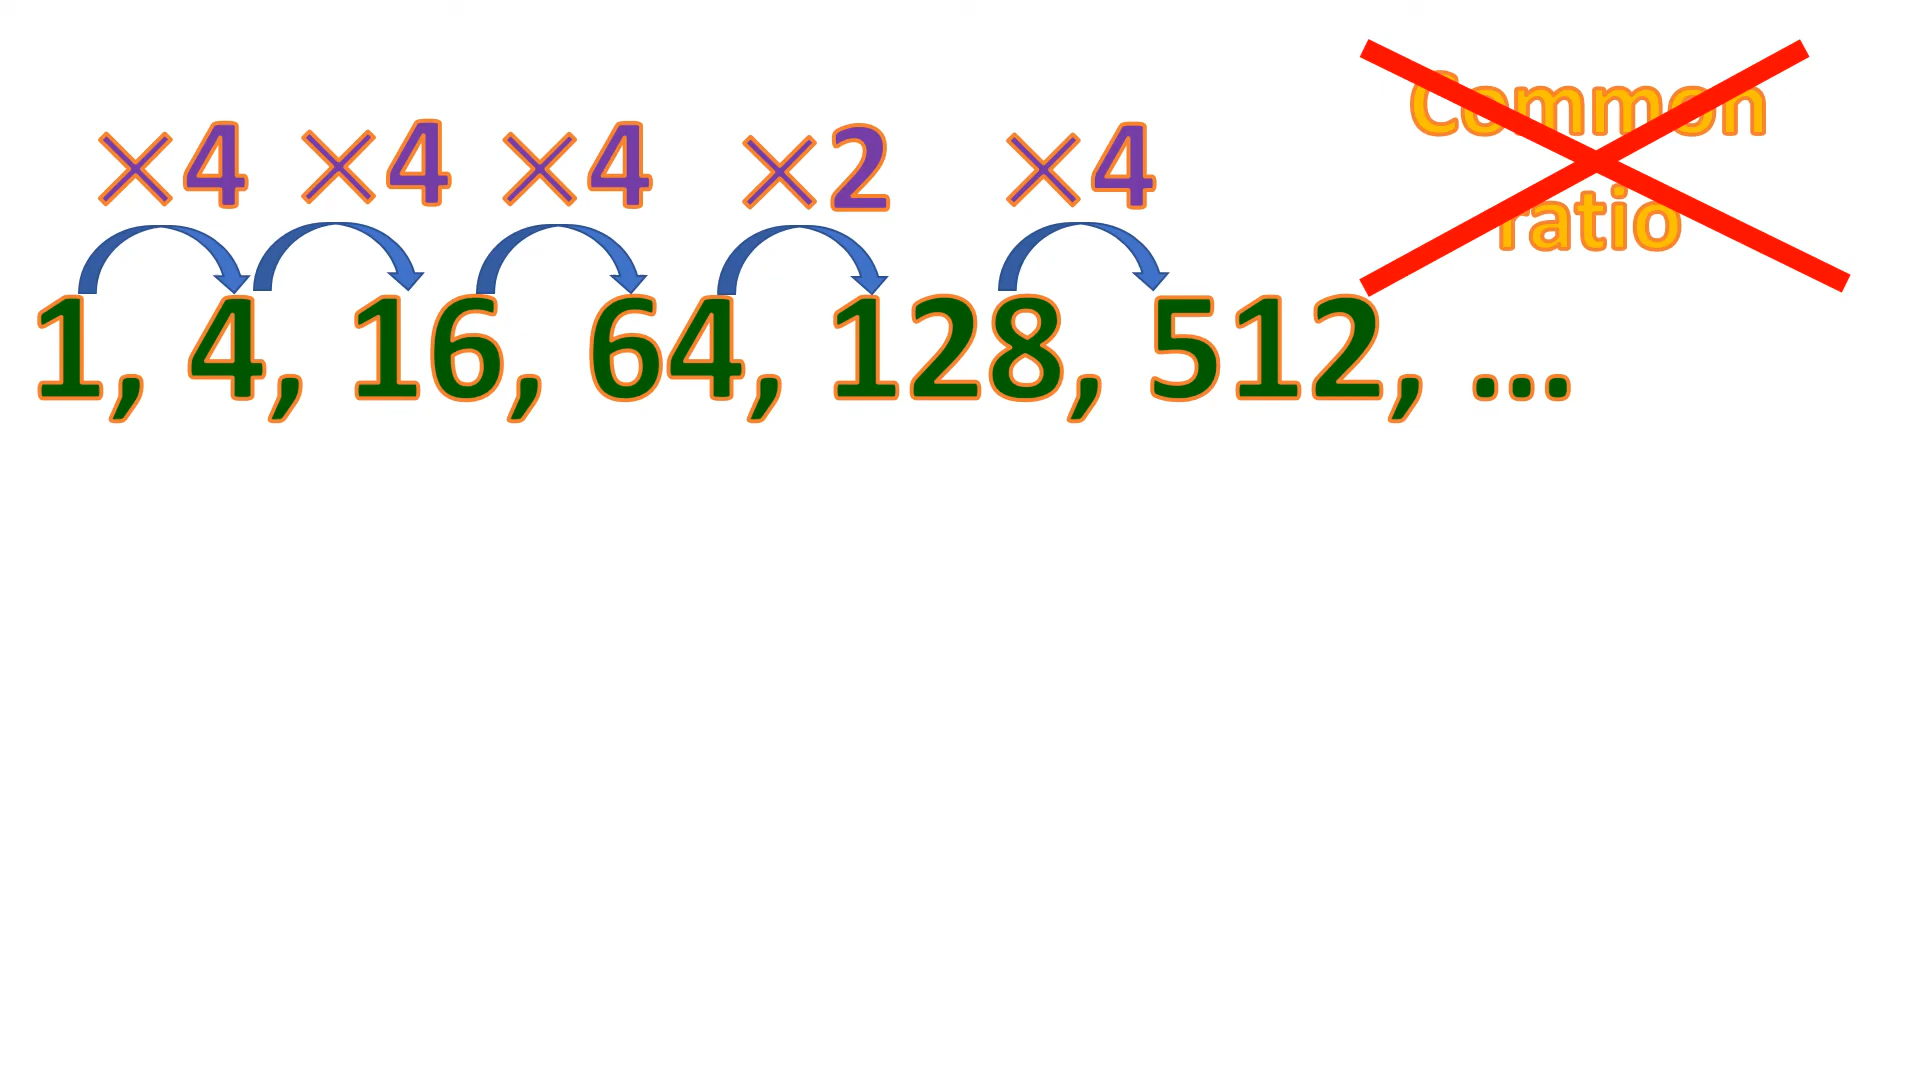 Common
ratio
×4 ×4 ×4 ×2 ×4
1, 4, 16, 64, 128, 512, ...